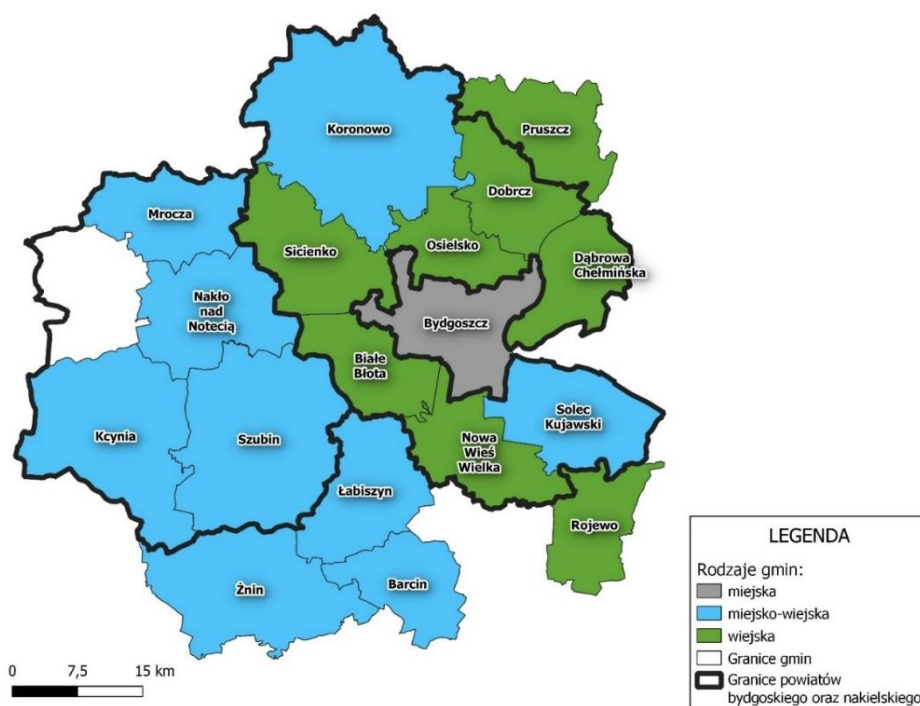 Koronowo
Pruszcz
Dobrcz
Mrocza
Sicienko
Osielsko
Dąbrowa
Chełmińska
Nakło
nad
Notecią
Bydgoszcz
Białe
Błota
Solec
Kujawski
Kcynia
Szubin
Nowa
Wieś
Wielka
Łabiszyn
Rojewo
Żnin
Barcin
0 7,5 15 km
LEGENDA
Rodzaje gmin:
miejska
miejsko-wiejska
wiejska
Granice gmin
Granice powiatów
bydgoskiego oraz nakielskiego